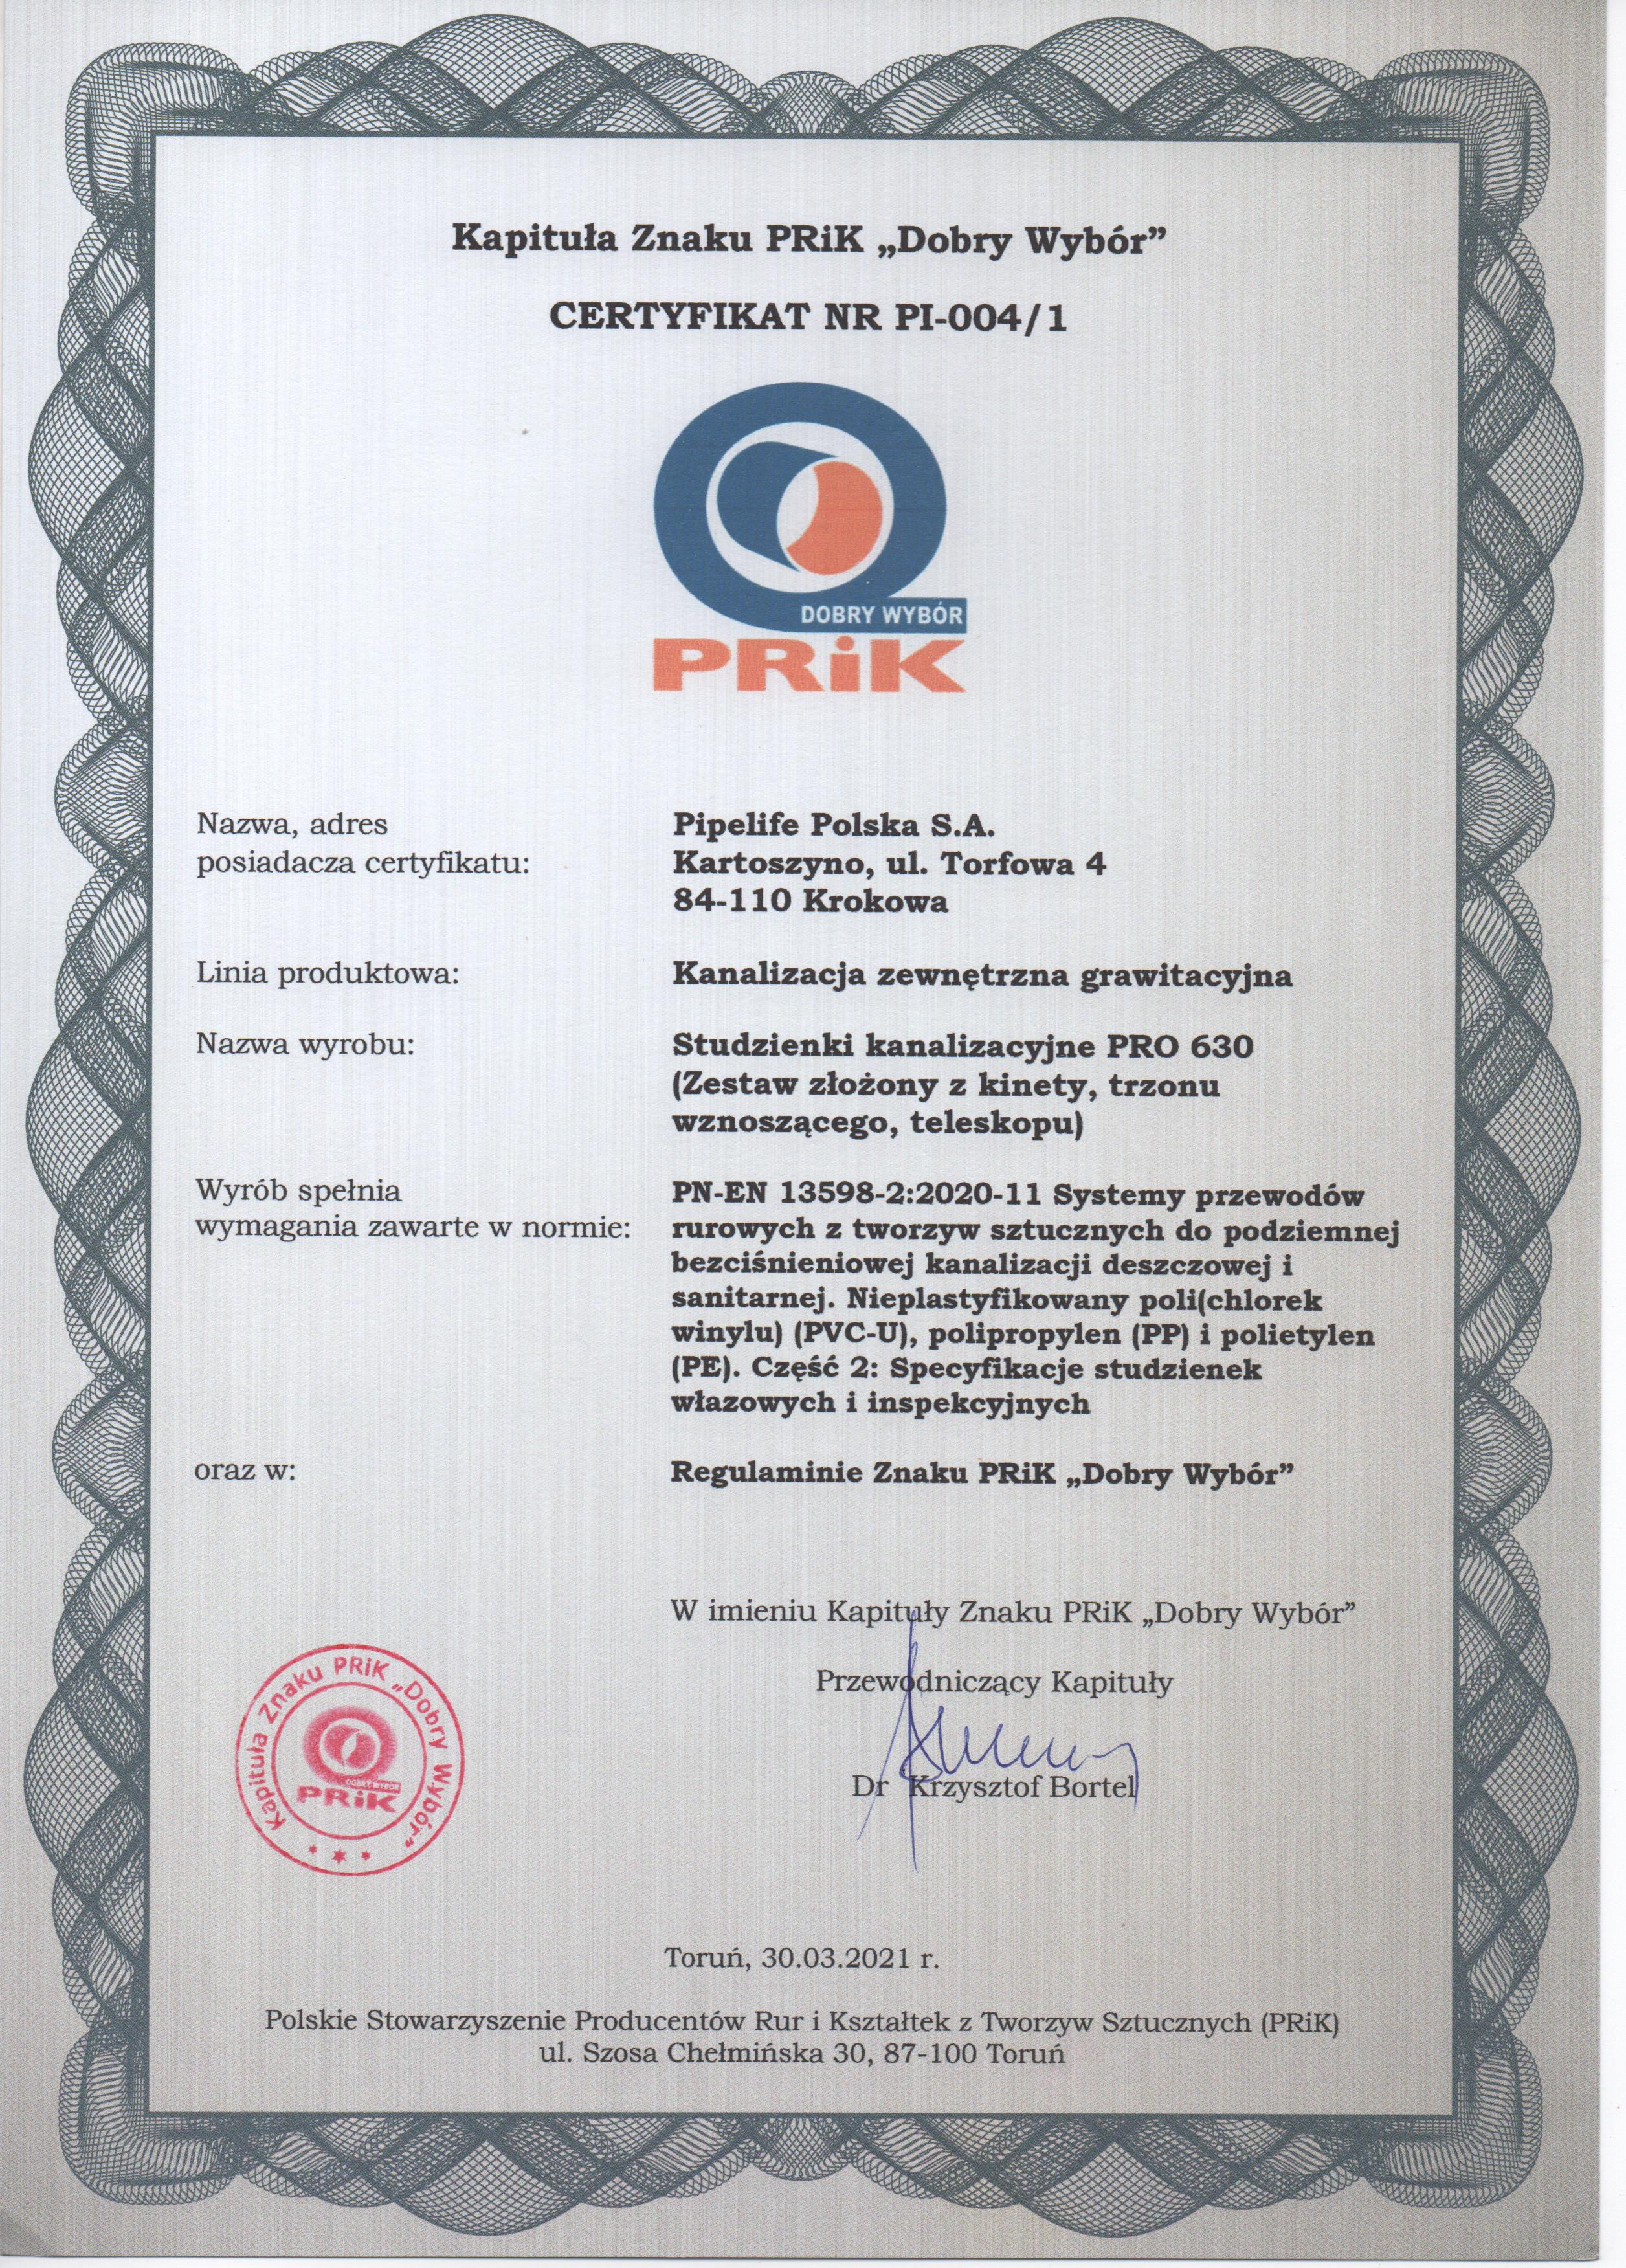 Kapituła Znaku PRiK „Dobry Wybór”
CERTYFIKAT NR PI-004/1
DOBRY WYBÓR
PRiK
Nazwa, adres
posiadacza certyfikatu:
Pipelife Polska S.A.
Kartoszyno, ul. Torfowa 4
84-110 Krokowa
Linia produktowa:
Kanalizacja zewnętrzna grawitacyjna
Nazwa wyrobu:
Studzienki kanalizacyjne PRO 630
(Zestaw złożony z kinety, trzonu
wznoszącego, teleskopu)
Wyrób spełnia
wymagania zawarte w normie:
PN-EN 13598-2:2020-11 Systemy przewodów
rurowych z tworzyw sztucznych do podziemnej
bezciśnieniowej kanalizacji deszczowej i
sanitarnej. Nieplastyfikowany poli(chlorek
winylu) (PVC-U), polipropylen (PP) i polietylen
(PE). Część 2: Specyfikacje studzienek
włazowych i inspekcyjnych
oraz w:
Regulaminie Znaku PRiK „Dobry Wybór”
W imieniu Kapituły Znaku PRiK „Dobry Wybór”
Przewodniczący Kapituły
Dr Krzysztof Bortel
Kapituła Znaku PRiK „Dobry Wybór”
DOBRY WYBÓR
PRiK
Toruń, 30.03.2021 r.
Polskie Stowarzyszenie Producentów Rur i Kształtek z Tworzyw Sztucznych (PRiK)
ul. Szosa Chełmińska 30, 87-100 Toruń